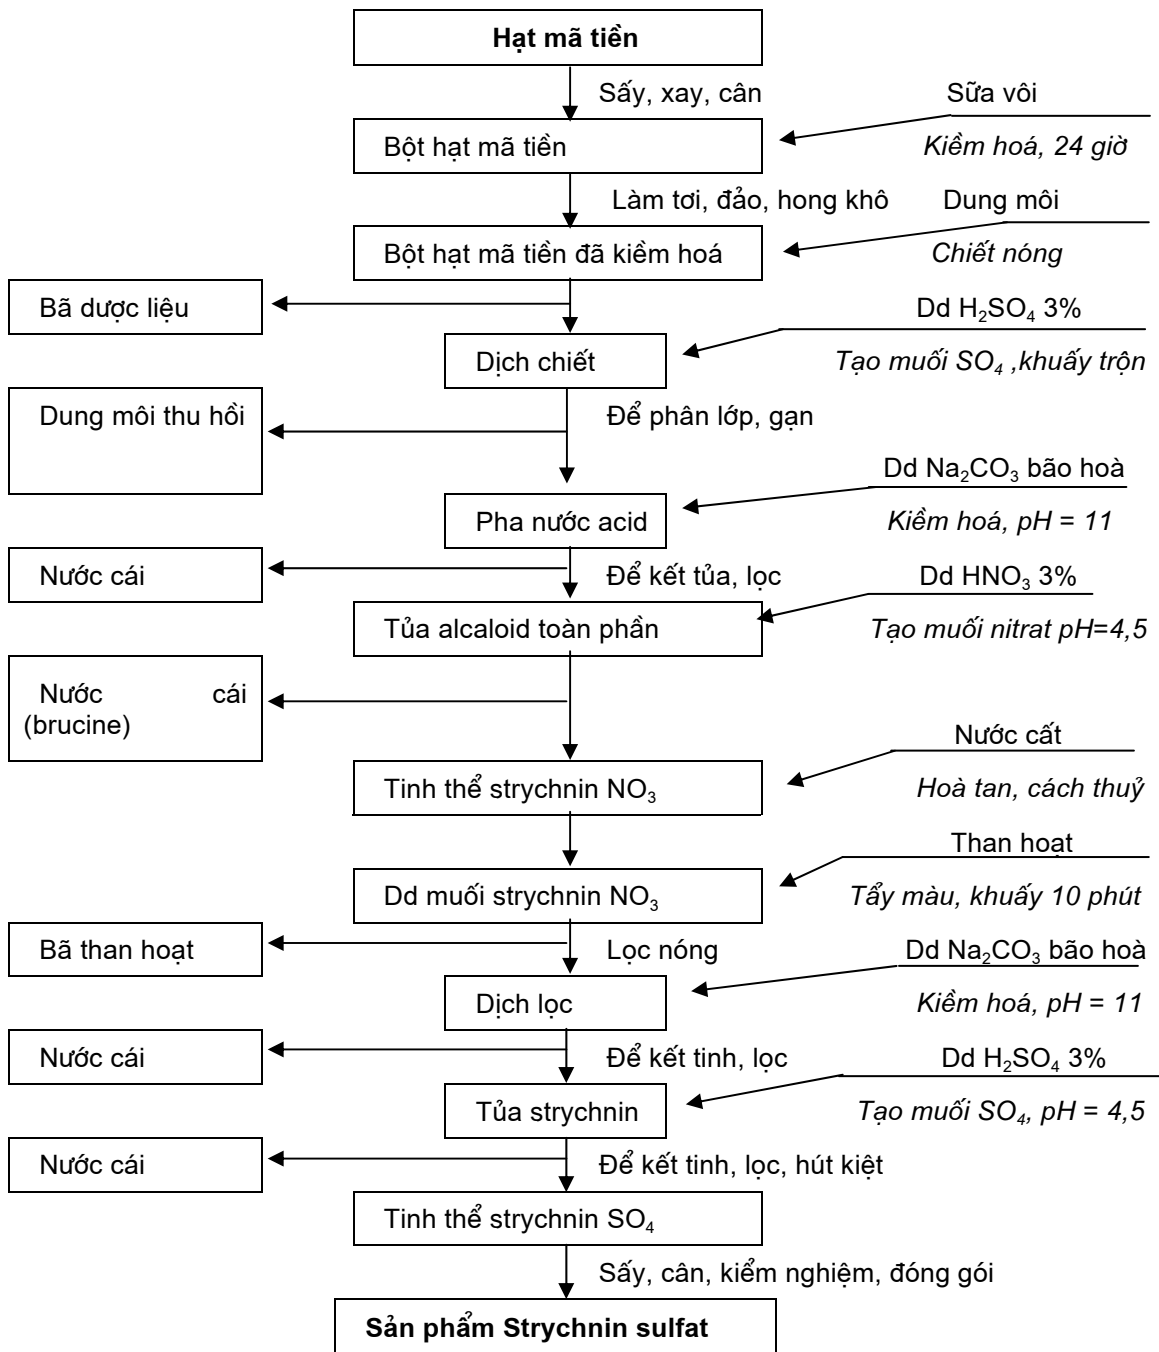 Hạt mã tiền
Sấy, xay, cân
Sữa vôi
Bột hạt mã tiền
Kiềm hoá, 24 giờ
Làm tơi, đảo, hong khô
Dung môi
Bột hạt mã tiền đã kiềm hoá
Chiết nóng
Bã dược liệu
Dd H₂SO₄ 3%
Dịch chiết
Tạo muối SO₄ ,khuấy trộn
Dung môi thu hồi
Để phân lớp, gạn
Dd Na₂CO₃ bão hoà
Pha nước acid
Kiềm hoá, pH = 11
Nước cái
Để kết tủa, lọc
Dd HNO₃ 3%
Tủa alcaloid toàn phần
Tạo muối nitrat pH=4,5
Nước cái
(brucine)
Nước cất
Tinh thể strychnin NO₃
Hoà tan, cách thuỷ
Than hoạt
Dd muối strychnin NO₃
Tẩy màu, khuấy 10 phút
Bã than hoạt
Lọc nóng
Dd Na₂CO₃ bão hoà
Dịch lọc
Kiềm hoá, pH = 11
Nước cái
Để kết tinh, lọc
Dd H₂SO₄ 3%
Tủa strychnin
Tạo muối SO₄, pH = 4,5
Nước cái
Để kết tinh, lọc, hút kiệt
Tinh thể strychnin SO₄
Sấy, cân, kiểm nghiệm, đóng gói
Sản phẩm Strychnin sulfat